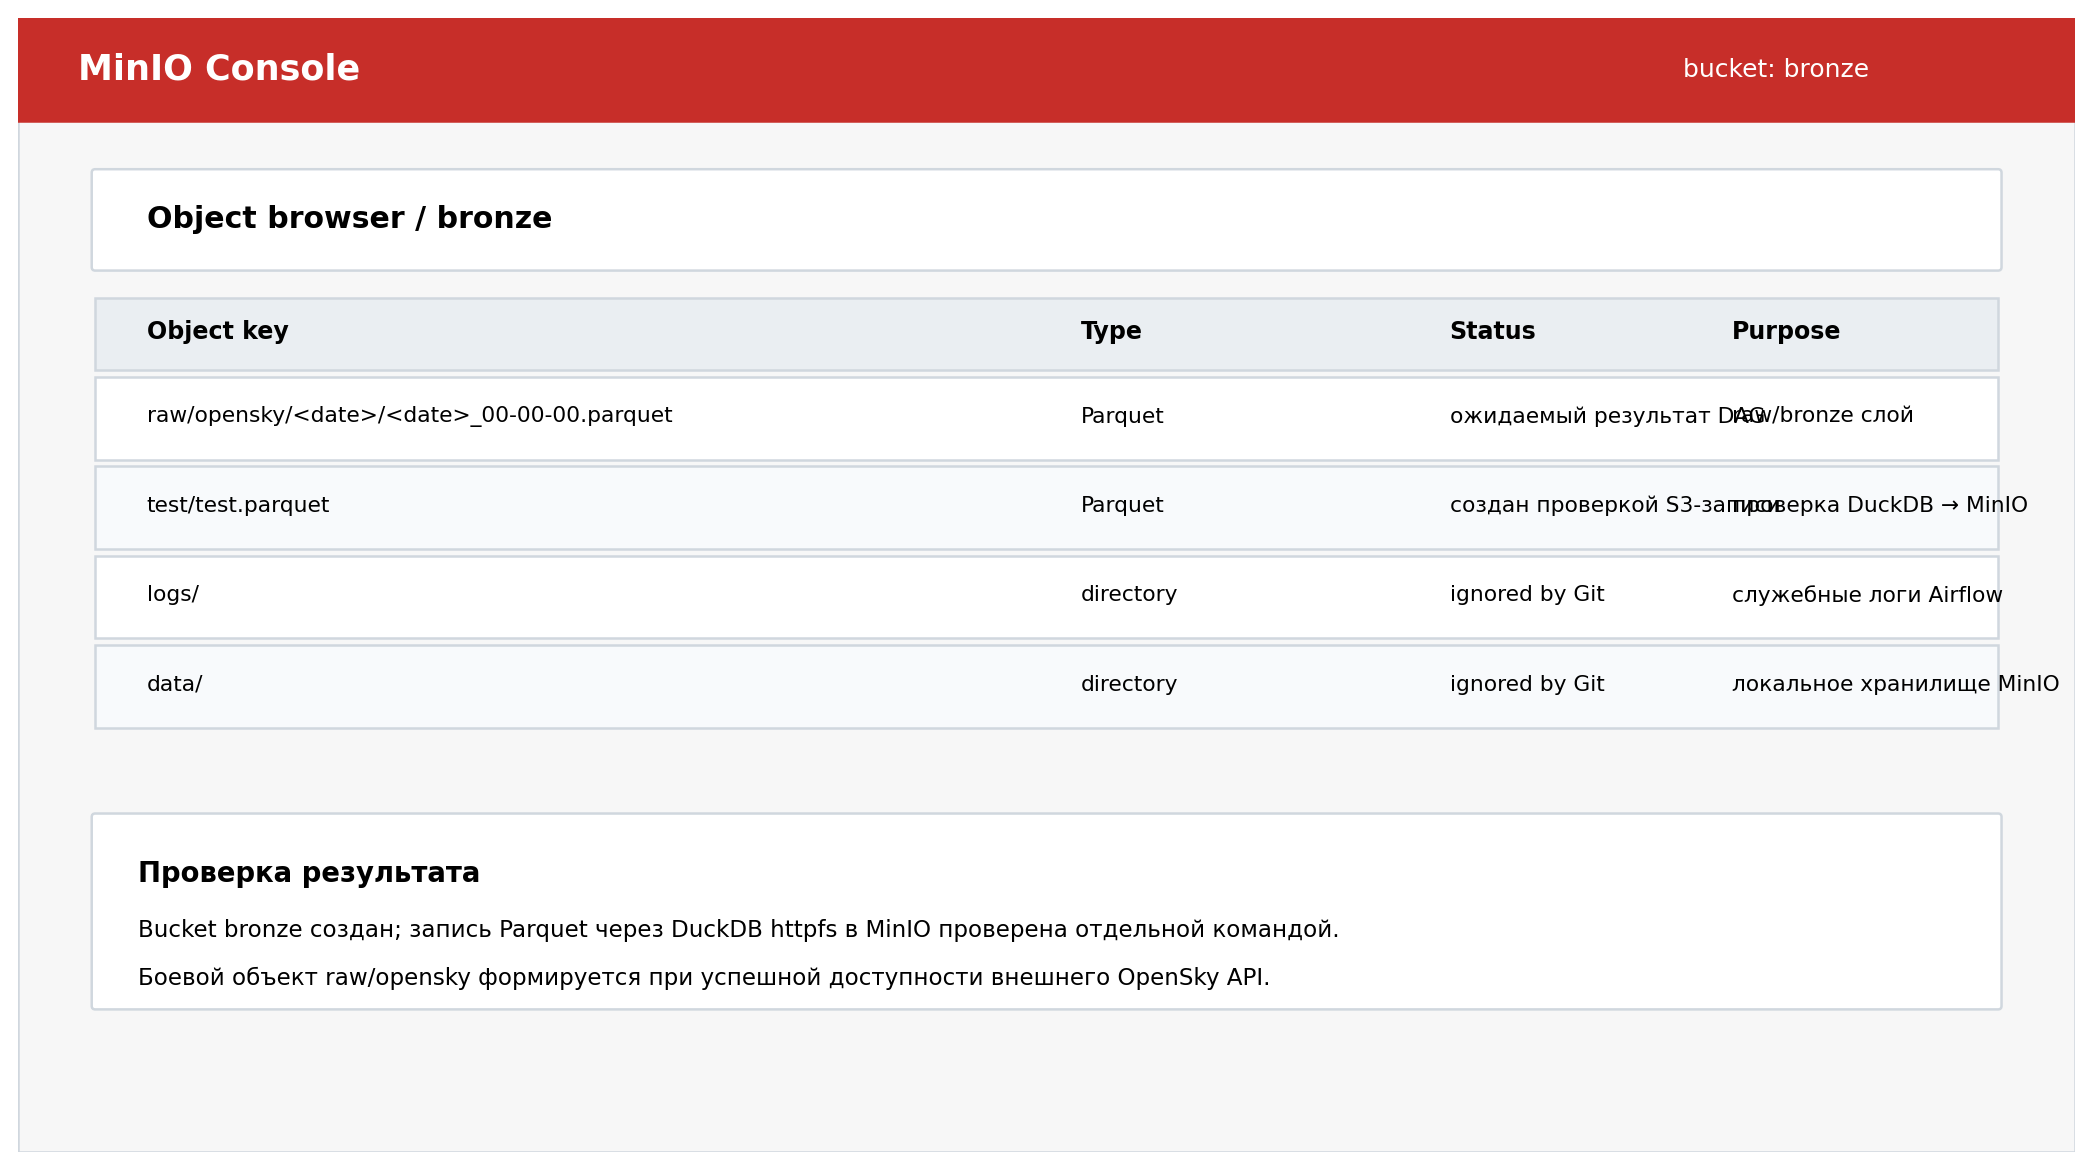 MinIO Console
bucket: bronze
Object browser / bronze
Object key Type Status Purpose
raw/opensky/<date>/<date>_00-00-00.parquet Parquet ожидаемый результат DAG raw/bronze слой
test/test.parquet Parquet создан проверкой S3-записи проверка DuckDB → MinIO
logs/ directory ignored by Git служебные логи Airflow
data/ directory ignored by Git локальное хранилище MinIO
Проверка результата
Bucket bronze создан; запись Parquet через DuckDB httpfs в MinIO проверена отдельной командой.
Боевой объект raw/opensky формируется при успешной доступности внешнего OpenSky API.